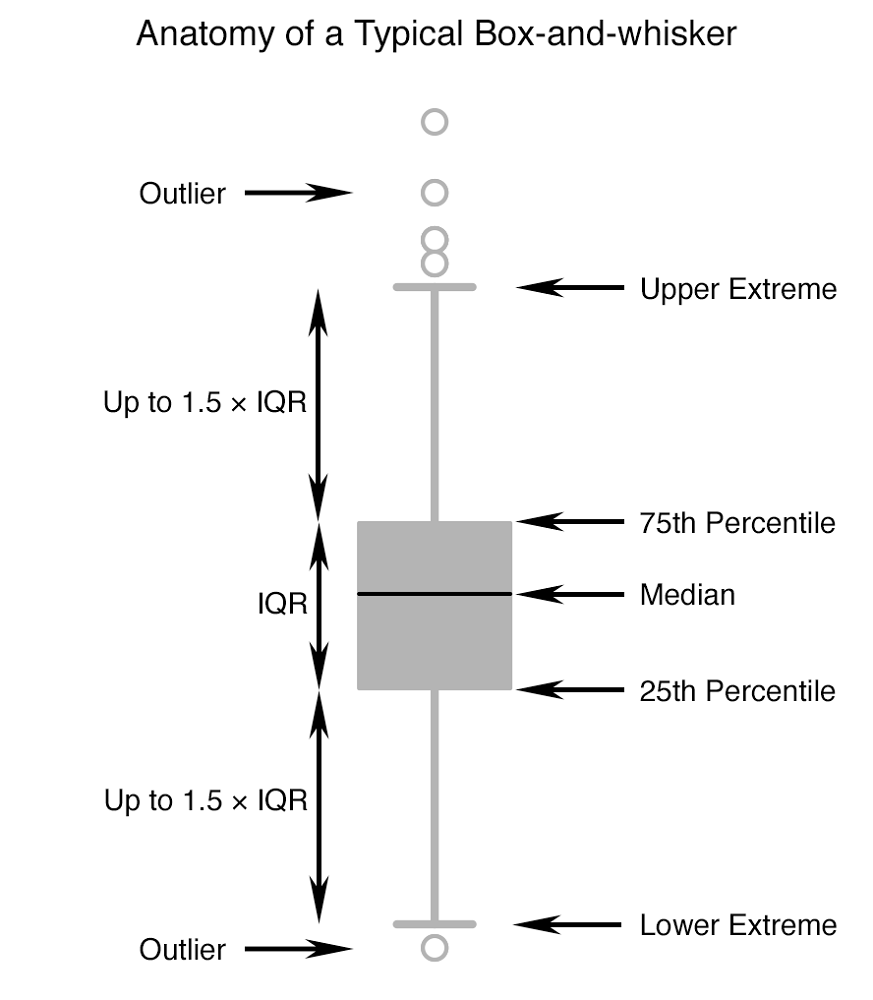 Anatomy of a Typical Box-and-whisker
Outlier
Upper Extreme
Up to 1.5 × IQR
75th Percentile
Median
IQR
25th Percentile
Up to 1.5 × IQR
Lower Extreme
Outlier